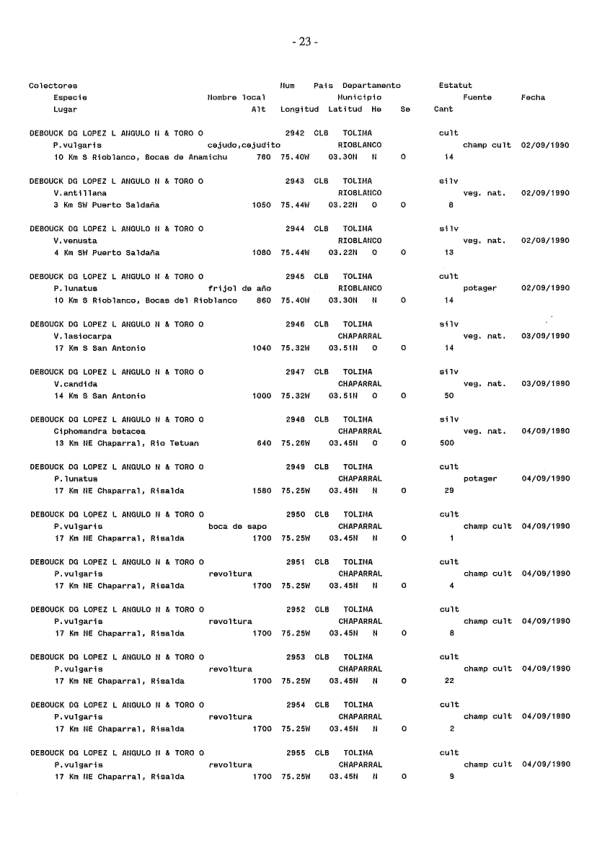 - 23 -
Colectores Num Pais Departamento Estatut
Especie Nombre local Municipio Fuente Fecha
Lugar Alt Longitud Latitud He Se Cant
DEBOUCK DG LOPEZ L ANGULO N & TORO O 2942 CLB TOLIMA cult
P.vulgaris cejudo,cejudito RIOBLANCO champ cult 02/09/1990
10 Km S Rioblanco, Bocas de Anamichu 760 75.40W 03.30N N O 14
DEBOUCK DG LOPEZ L ANGULO N & TORO O 2943 CLB TOLIMA silv
V.antillana RIOBLANCO veg. nat. 02/09/1990
3 Km SW Puerto Saldaña 1050 75.44W 03.22N O O 8
DEBOUCK DG LOPEZ L ANGULO N & TORO O 2944 CLB TOLIMA silv
V.venusta RIOBLANCO veg. nat. 02/09/1990
4 Km SW Puerto Saldaña 1080 75.44W 03.22N O O 13
DEBOUCK DG LOPEZ L ANGULO N & TORO O 2945 CLB TOLIMA cult
P.lunatus frijol de año RIOBLANCO potager 02/09/1990
10 Km S Rioblanco, Bocas del Rioblanco 860 75.40W 03.30N N O 14
DEBOUCK DG LOPEZ L ANGULO N & TORO O 2946 CLB TOLIMA silv
V.lasiocarpa CHAPARRAL veg. nat. 03/09/1990
17 Km S San Antonio 1040 75.32W 03.51N O O 14
DEBOUCK DG LOPEZ L ANGULO N & TORO O 2947 CLB TOLIMA silv
V.candida CHAPARRAL veg. nat. 03/09/1990
14 Km S San Antonio 1000 75.32W 03.51N O O 50
DEBOUCK DG LOPEZ L ANGULO N & TORO O 2948 CLB TOLIMA silv
Ciphomandra betacea CHAPARRAL veg. nat. 04/09/1990
13 Km NE Chaparral, Rio Tetuan 640 75.26W 03.45N O O 500
DEBOUCK DG LOPEZ L ANGULO N & TORO O 2949 CLB TOLIMA cult
P.lunatus CHAPARRAL potager 04/09/1990
17 Km NE Chaparral, Risalda 1580 75.25W 03.45N N O 29
DEBOUCK DG LOPEZ L ANGULO N & TORO O 2950 CLB TOLIMA cult
P.vulgaris boca de sapo CHAPARRAL champ cult 04/09/1990
17 Km NE Chaparral, Risalda 1700 75.25W 03.45N N O 1
DEBOUCK DG LOPEZ L ANGULO N & TORO O 2951 CLB TOLIMA cult
P.vulgaris revoltura CHAPARRAL champ cult 04/09/1990
17 Km NE Chaparral, Risalda 1700 75.25W 03.45N N O 4
DEBOUCK DG LOPEZ L ANGULO N & TORO O 2952 CLB TOLIMA cult
P.vulgaris revoltura CHAPARRAL champ cult 04/09/1990
17 Km NE Chaparral, Risalda 1700 75.25W 03.45N N O 8
DEBOUCK DG LOPEZ L ANGULO N & TORO O 2953 CLB TOLIMA cult
P.vulgaris revoltura CHAPARRAL champ cult 04/09/1990
17 Km NE Chaparral, Risalda 1700 75.25W 03.45N N O 22
DEBOUCK DG LOPEZ L ANGULO N & TORO O 2954 CLB TOLIMA cult
P.vulgaris revoltura CHAPARRAL champ cult 04/09/1990
17 Km NE Chaparral, Risalda 1700 75.25W 03.45N N O 2
DEBOUCK DG LOPEZ L ANGULO N & TORO O 2955 CLB TOLIMA cult
P.vulgaris revoltura CHAPARRAL champ cult 04/09/1990
17 Km NE Chaparral, Risalda 1700 75.25W 03.45N N O 9